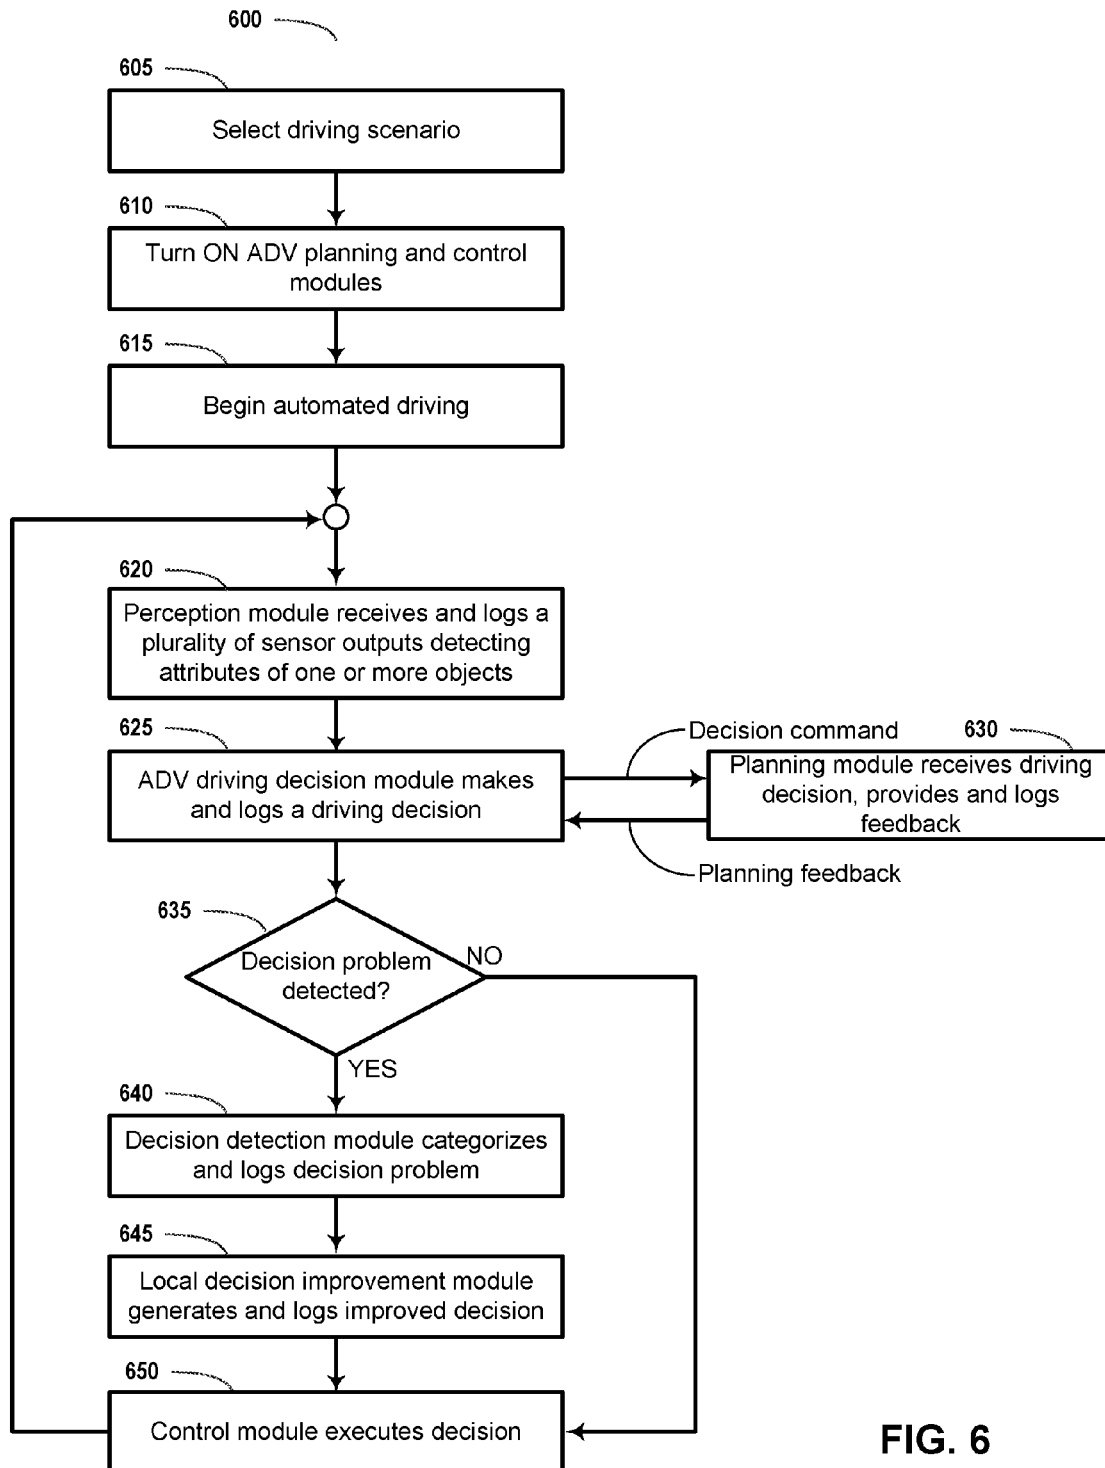 600
605
Select driving scenario
610
Turn ON ADV planning and control
modules
615
Begin automated driving
620
Perception module receives and logs a
plurality of sensor outputs detecting
attributes of one or more objects
625
ADV driving decision module makes
and logs a driving decision
Decision command
630
Planning module receives driving
decision, provides and logs
feedback
Planning feedback
635
Decision problem
detected?
NO
YES
640
Decision detection module categorizes
and logs decision problem
645
Local decision improvement module
generates and logs improved decision
650
Control module executes decision
FIG. 6